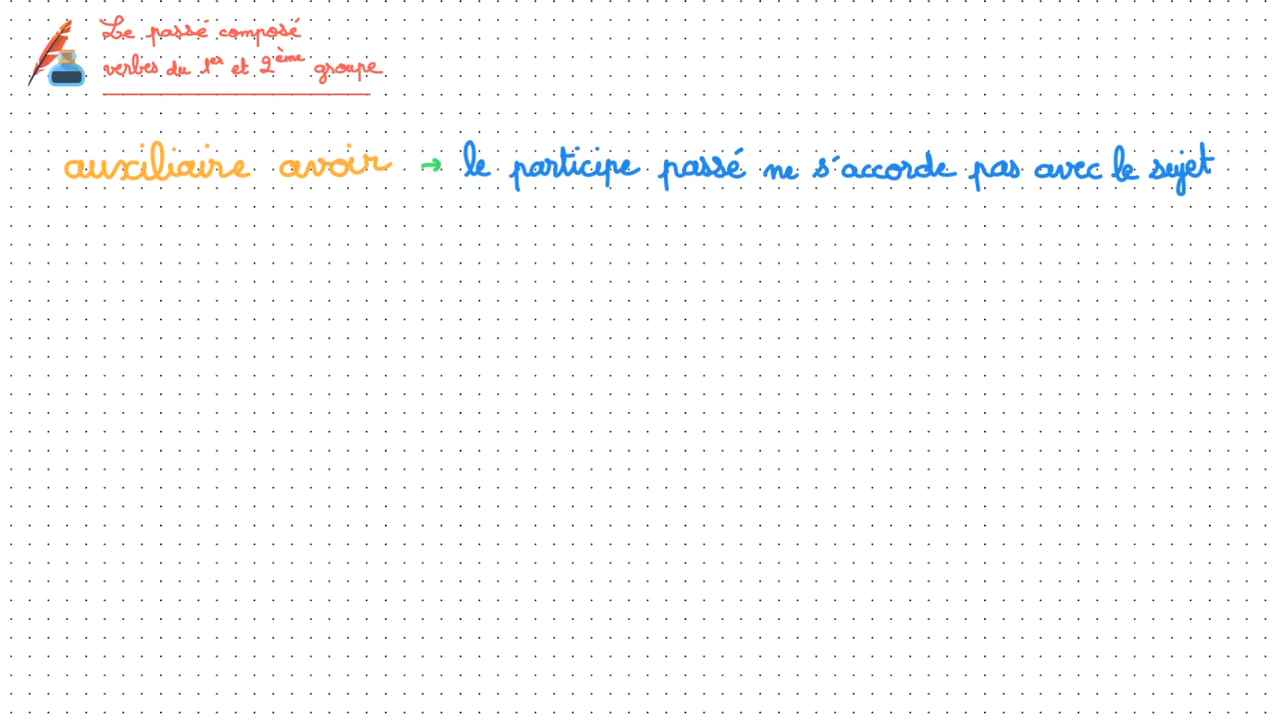 Le passé composé
verbes du 1er et 2ème groupe
auxiliaire avoir → le participe passé ne s'accorde pas avec le sujet